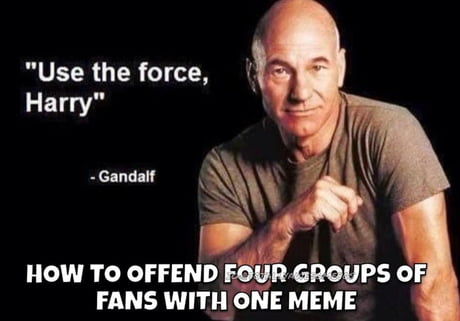 "Use the force,
Harry"
- Gandalf
HOW TO OFFEND FOUR GROUPS OF
FANS WITH ONE MEME